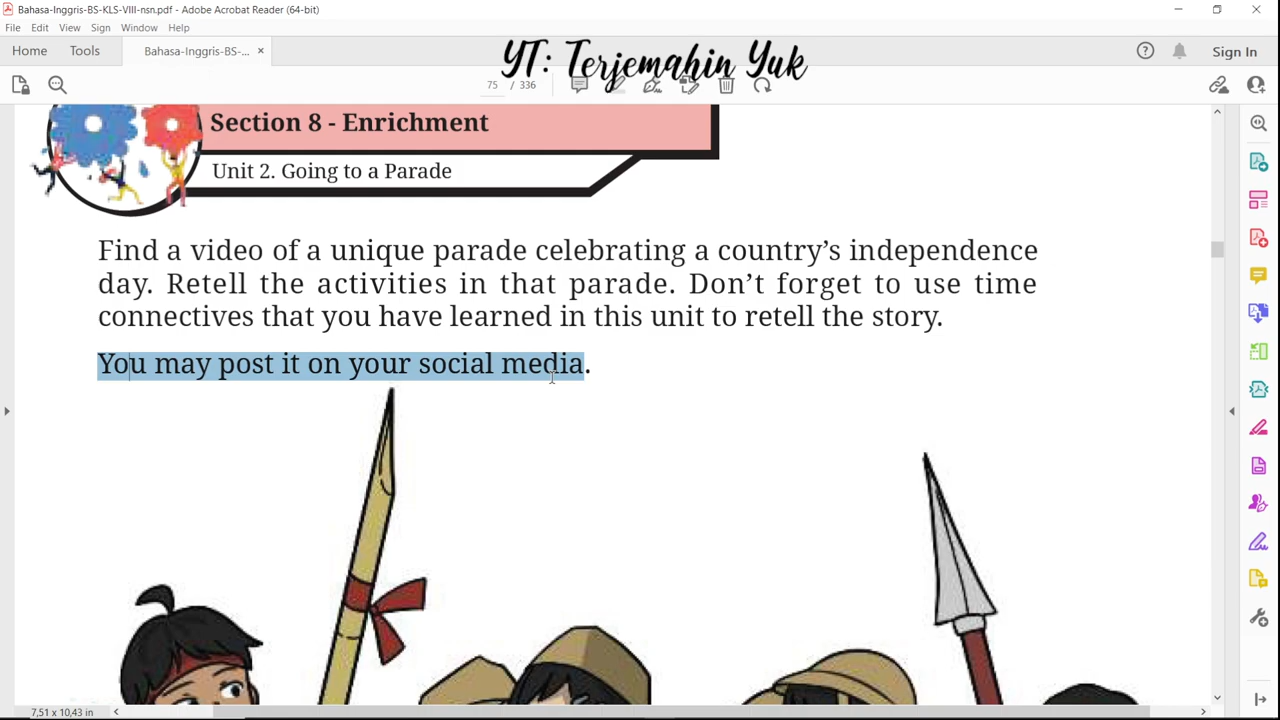 Bahasa-Inggris-BS-KLS-VIII-nsn.pdf - Adobe Acrobat Reader (64-bit)
File Edit View Sign Window Help
Home Tools Bahasa-Inggris-BS-... × Sign In
YT: Terjemahin Yuk
75 / 336
Section 8 - Enrichment
Unit 2. Going to a Parade
Find a video of a unique parade celebrating a country’s independence
day. Retell the activities in that parade. Don’t forget to use time
connectives that you have learned in this unit to retell the story.
You may post it on your social media.
7,51 x 10,43 in